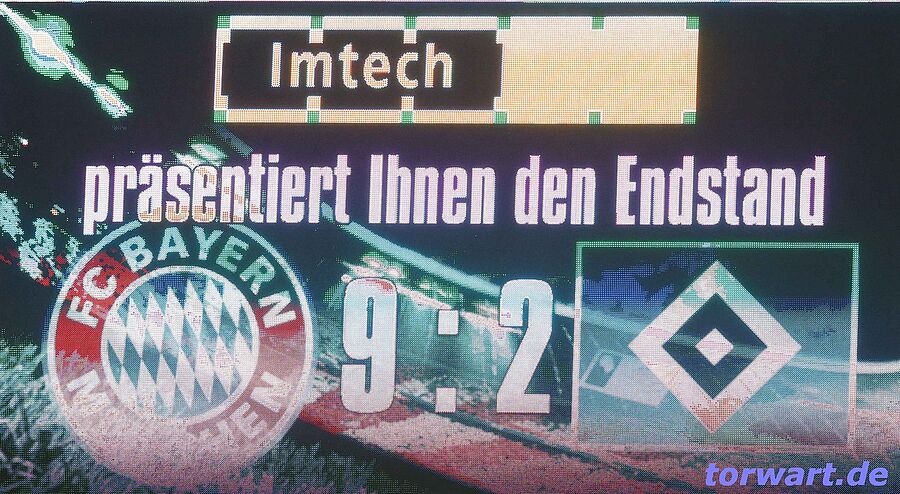 Imtech
präsentiert Ihnen den Endstand
FC BAYERN
MÜNCHEN
9 : 2
torwart.de